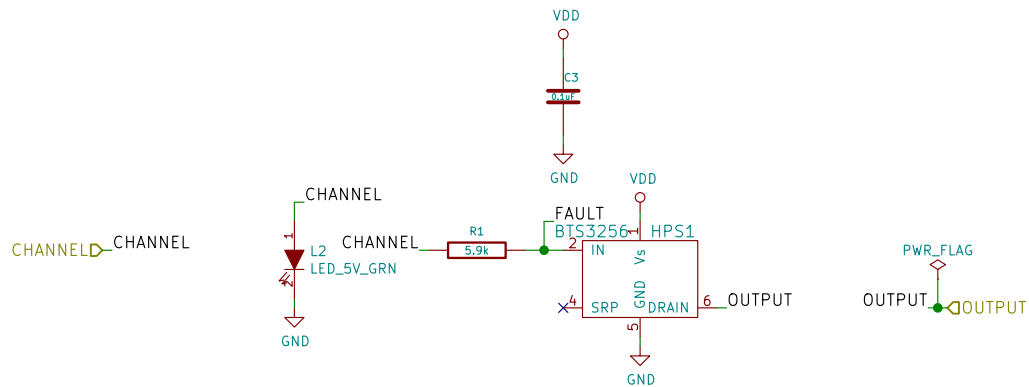 VDD
C3
0.1uF
GND
VDD
CHANNEL
FAULT
R1
BTS3256
HPS1
CHANNEL
CHANNEL
1
L2
CHANNEL
5.9k
2
IN
1
Vs
PWR_FLAG
LED_5V_GRN
2
GND
4
SRP
GND
DRAIN
6
OUTPUT
OUTPUT
OUTPUT
5
GND